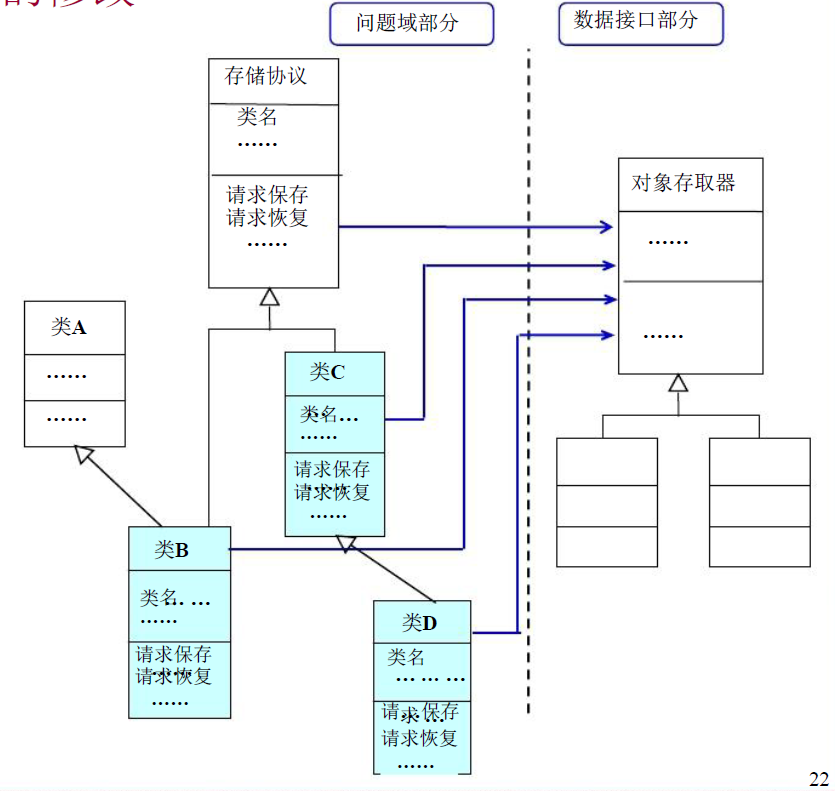 问题域部分
数据接口部分
存储协议
类名
……
请求保存
请求恢复
……
对象存取器
……
……
类A
……
……
类C
类名…
……
请求保存
请求恢复
……
类B
类名… …
……
请求保存
请求恢复
……
类D
类名
… … …
请求保存
请求恢复
……
22